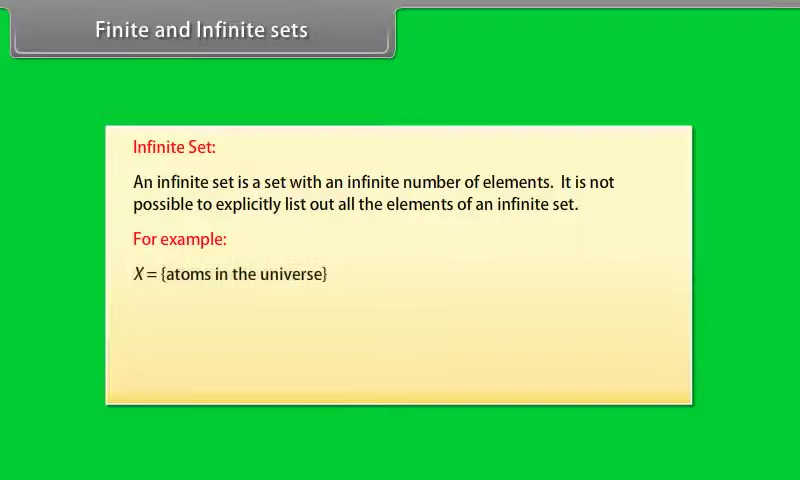 Finite and Infinite sets
Infinite Set:
An infinite set is a set with an infinite number of elements.  It is not
possible to explicitly list out all the elements of an infinite set.
For example:
X = {atoms in the universe}